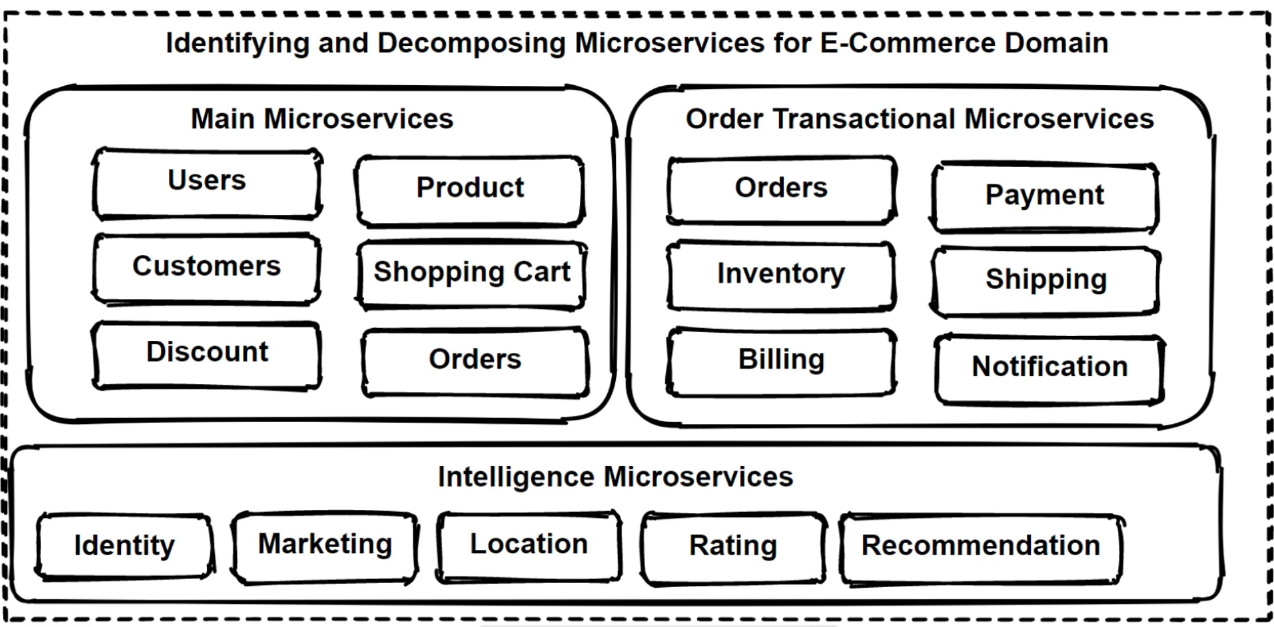 Identifying and Decomposing Microservices for E-Commerce Domain
Main Microservices
Users
Product
Customers
Shopping Cart
Discount
Orders
Order Transactional Microservices
Orders
Payment
Inventory
Shipping
Billing
Notification
Intelligence Microservices
Identity
Marketing
Location
Rating
Recommendation